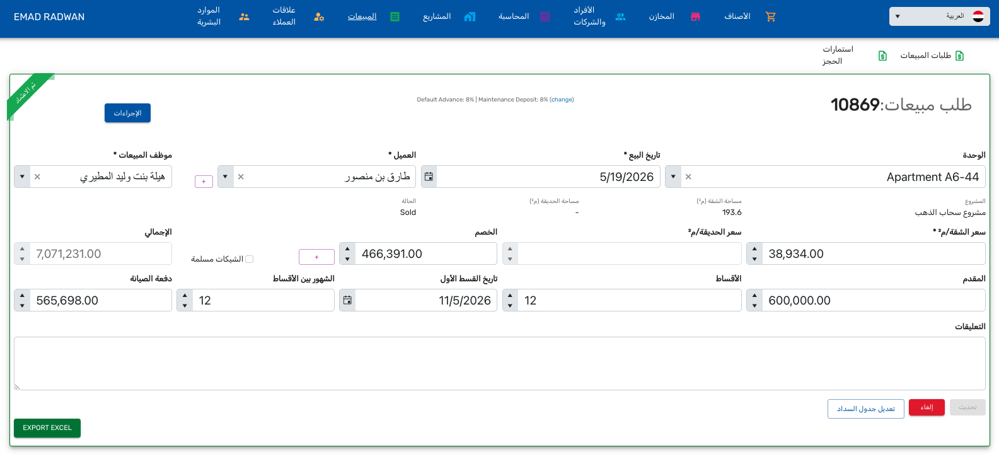 العربية
الأصناف
المخازن
الأفراد والشركات
المحاسبة
المشاريع
المبيعات
علاقات العملاء
الموارد البشرية
EMAD RADWAN
طلبات المبيعات
استمارات الحجز
تم الاعتماد
طلب مبيعات:10869
Default Advance: 8% | Maintenance Deposit: 8% (change)
الإجراءات
الوحدة
تاريخ البيع *
العميل *
موظف المبيعات *
Apartment A6-44
5/19/2026
طارق بن منصور
+
هيلة بنت وليد المطيري
المشروع
مساحة الشقة (م²)
مساحة الحديقة (م²)
الحالة
مشروع سحاب الذهب
193.6
-
Sold
سعر الشقة/م² *
سعر الحديقة/م²
الخصم
الإجمالي
38,934.00
466,391.00
+
الشيكات مسلمة
7,071,231.00
المقدم
الأقساط
تاريخ القسط الأول
الشهور بين الأقساط
دفعة الصيانة
600,000.00
12
11/5/2026
12
565,698.00
التعليقات
تحديث
إلغاء
تعديل جدول السداد
EXPORT EXCEL